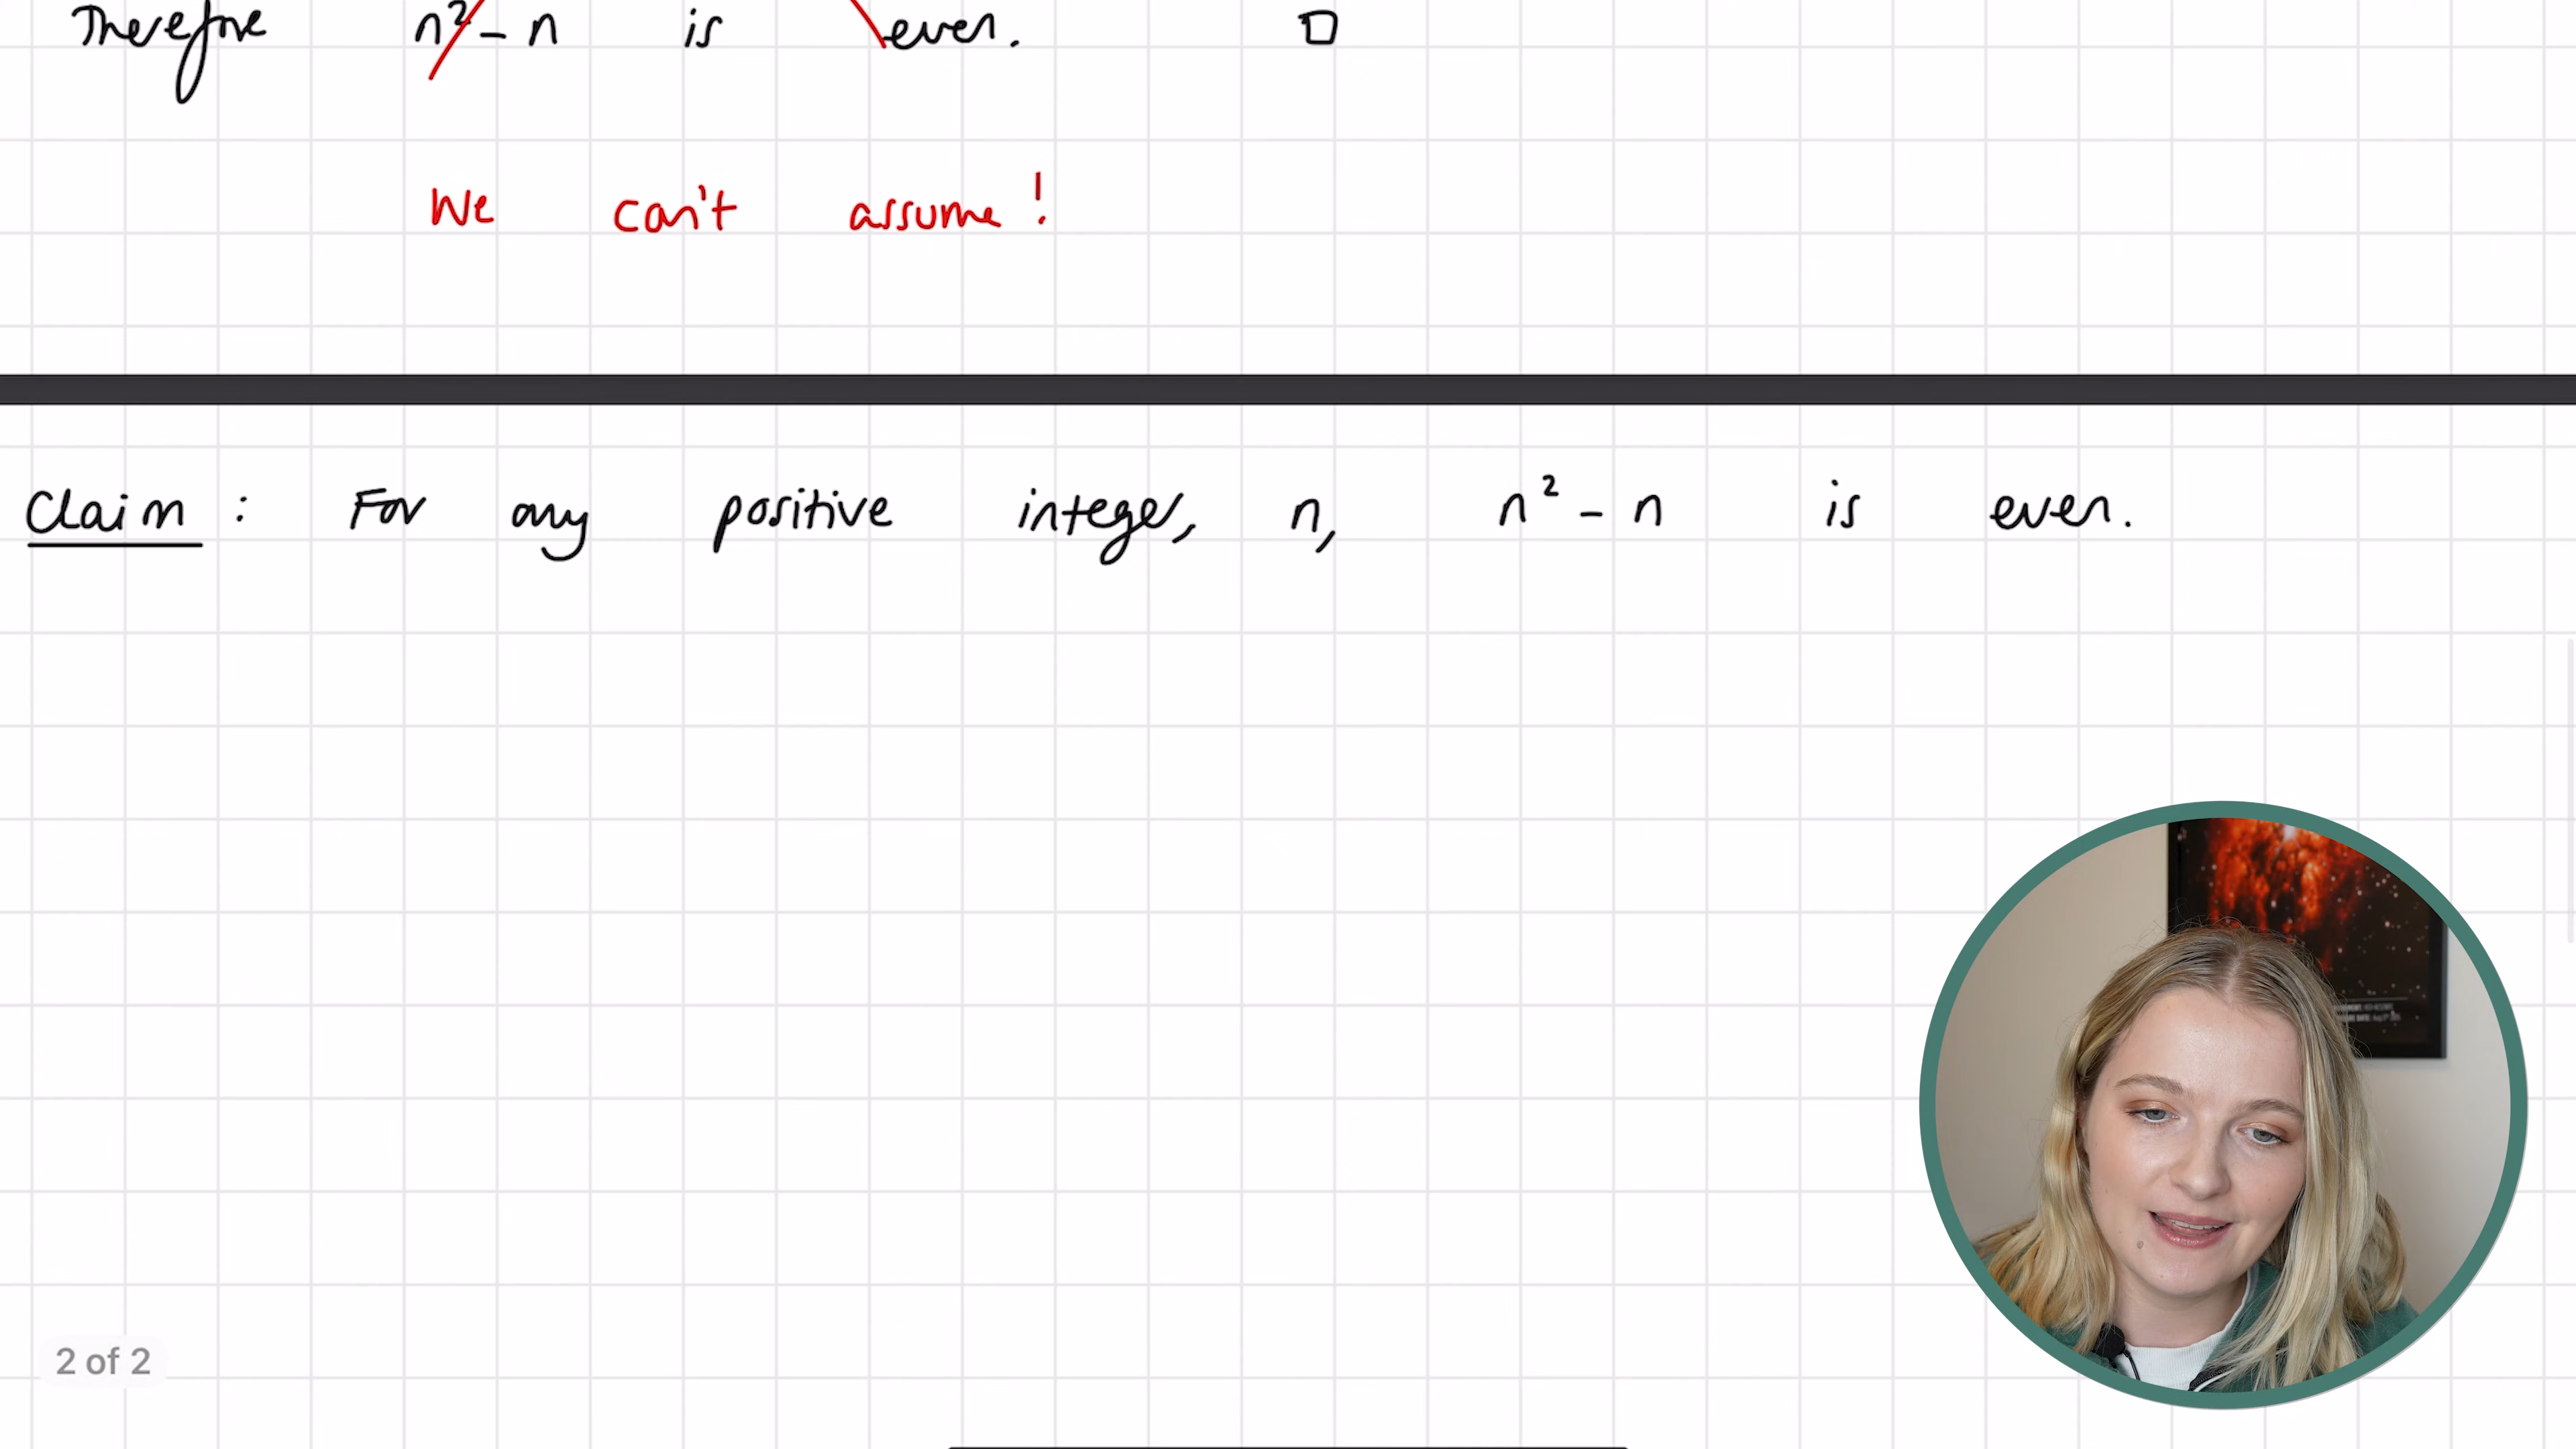 Therefore n² - n is even. □
We can't assume!
Claim: For any positive integer, n, n² - n is even.
2 of 2